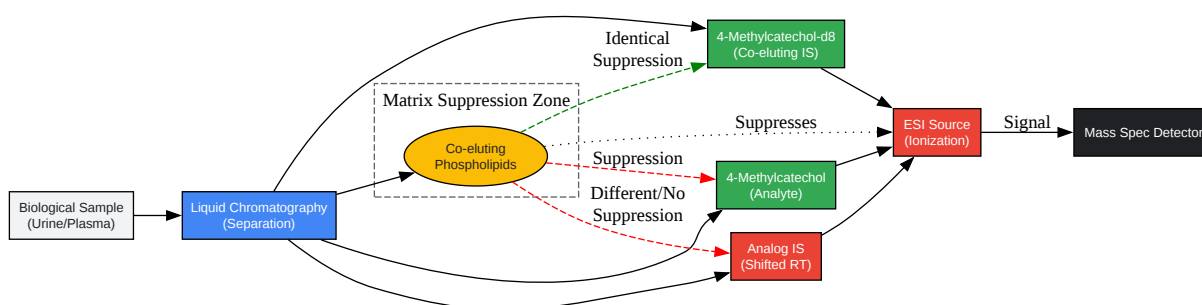 Biological Sample
(Urine/Plasma)
Liquid Chromatography
(Separation)
Matrix Suppression Zone
Co-eluting
Phospholipids
Identical
Suppression
Suppresses
Suppression
Different/No
Suppression
4-Methylcatechol-d8
(Co-eluting IS)
4-Methylcatechol
(Analyte)
Analog IS
(Shifted RT)
ESI Source
(Ionization)
Signal
Mass Spec Detector